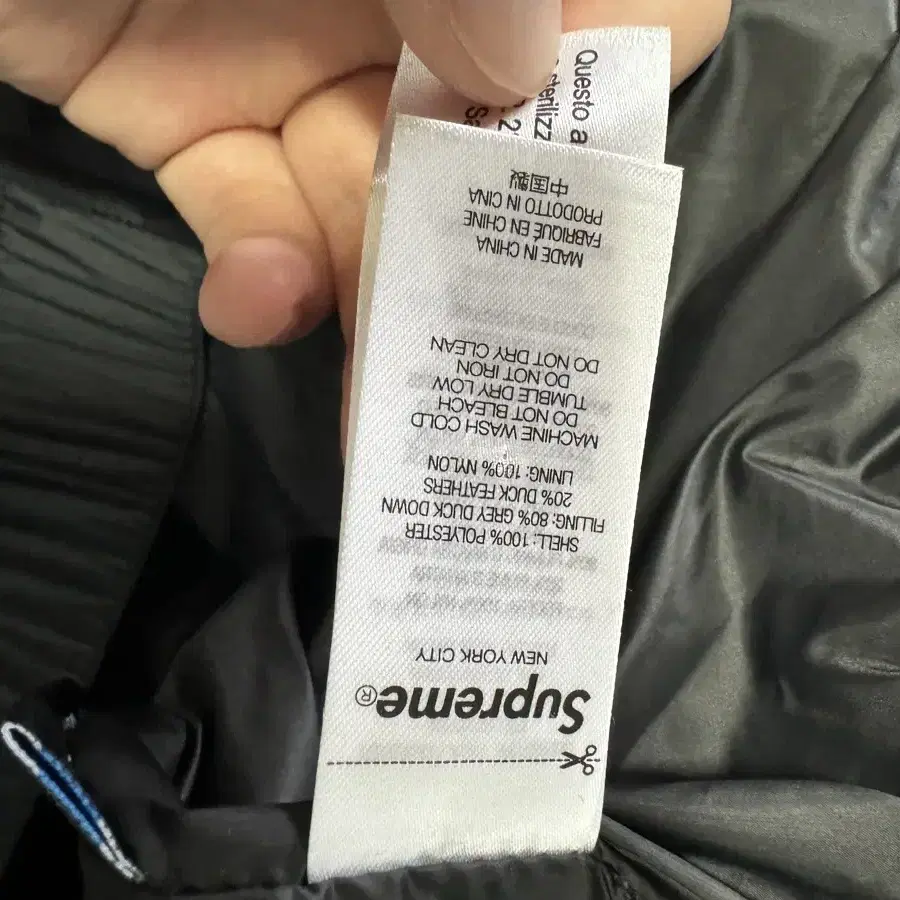 Supreme®
NEW YORK CITY
SHELL: 100% POLYESTER
FILLING: 80% GREY DUCK DOWN
20% DUCK FEATHERS
LINING: 100% NYLON
MACHINE WASH COLD
DO NOT BLEACH
TUMBLE DRY LOW
DO NOT IRON
DO NOT DRY CLEAN
MADE IN CHINA
FABRIQUÉ EN CHINE
PRODOTTO IN CINA
中国製
Questo a
sterilizz